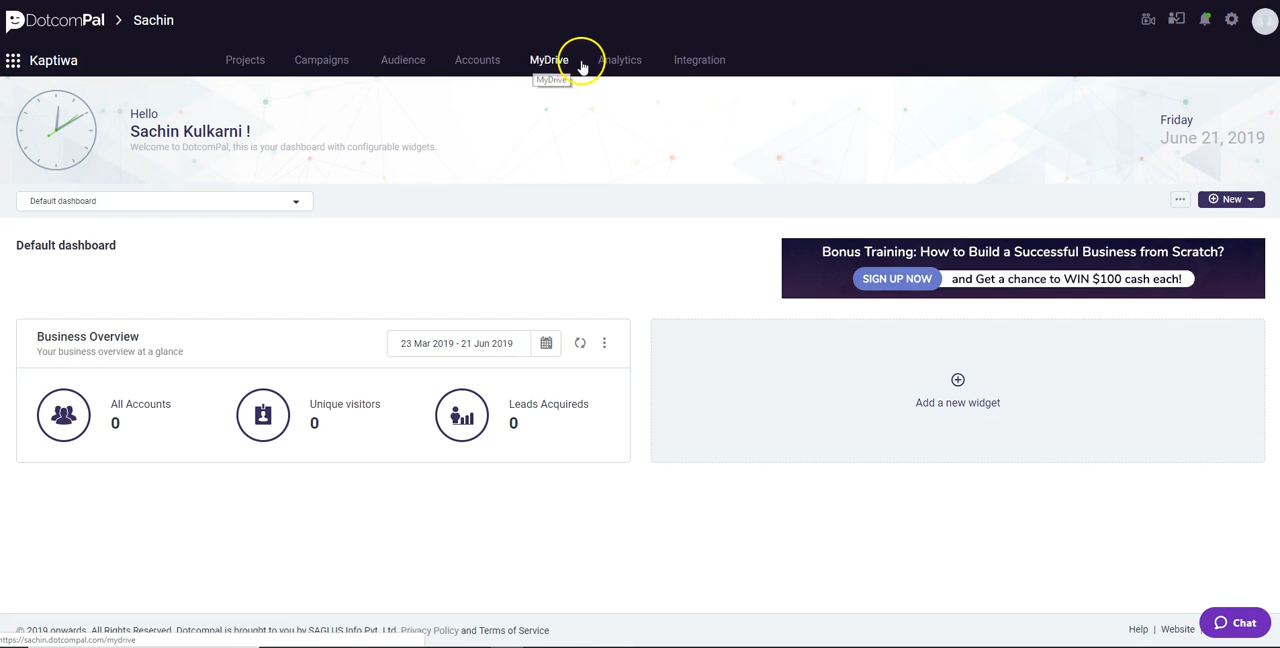 DotcomPal > Sachin
Kaptiwa
Projects Campaigns Audience Accounts MyDrive Analytics Integration
MyDrive
Hello
Sachin Kulkarni !
Welcome to DotcomPal, this is your dashboard with configurable widgets.
Friday
June 21, 2019
Default dashboard
New
Default dashboard
Bonus Training: How to Build a Successful Business from Scratch?
SIGN UP NOW and Get a chance to WIN $100 cash each!
Business Overview
Your business overview at a glance
23 Mar 2019 - 21 Jun 2019
All Accounts
0
Unique visitors
0
Leads Acquireds
0
Add a new widget
© 2019 onwards. All Rights Reserved. Dotcompal is brought to you by SAGLUS Info Pvt. Ltd. Privacy Policy and Terms of Service
Help | Website
Chat
https://sachin.dotcompal.com/mydrive